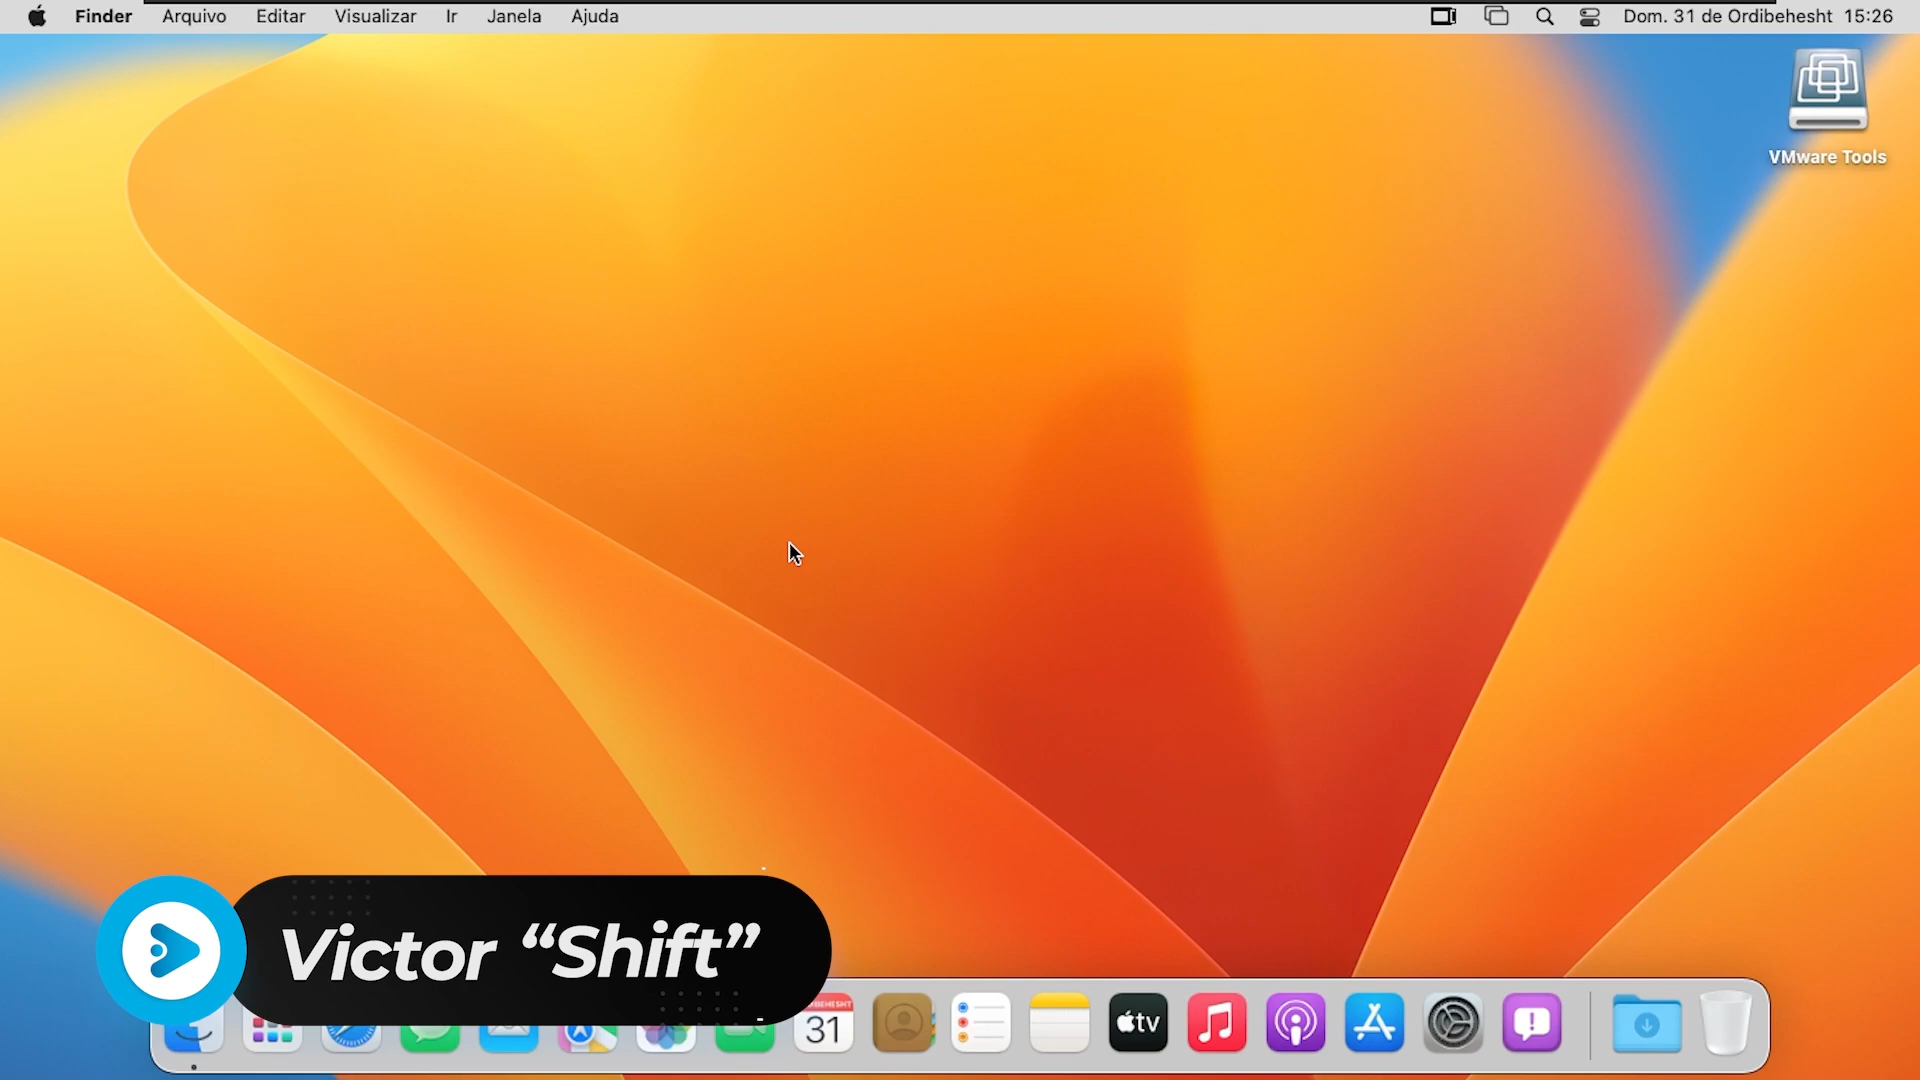 Finder Arquivo Editar Visualizar Ir Janela Ajuda Dom. 31 de Ordibehesht 15:26
VMware Tools
Victor “Shift”
31
tv